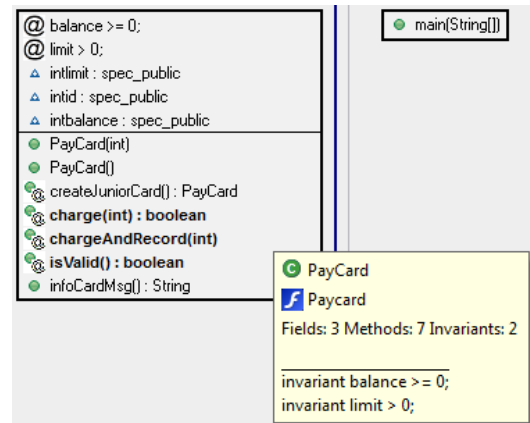 @ balance >= 0;
@ limit > 0;
intlimit : spec_public
intid : spec_public
intbalance : spec_public
PayCard(int)
PayCard()
@ createJuniorCard() : PayCard
@ charge(int) : boolean
@ chargeAndRecord(int)
@ isValid() : boolean
infoCardMsg() : String
main(String[])
C PayCard
F Paycard
Fields: 3 Methods: 7 Invariants: 2
invariant balance >= 0;
invariant limit > 0;